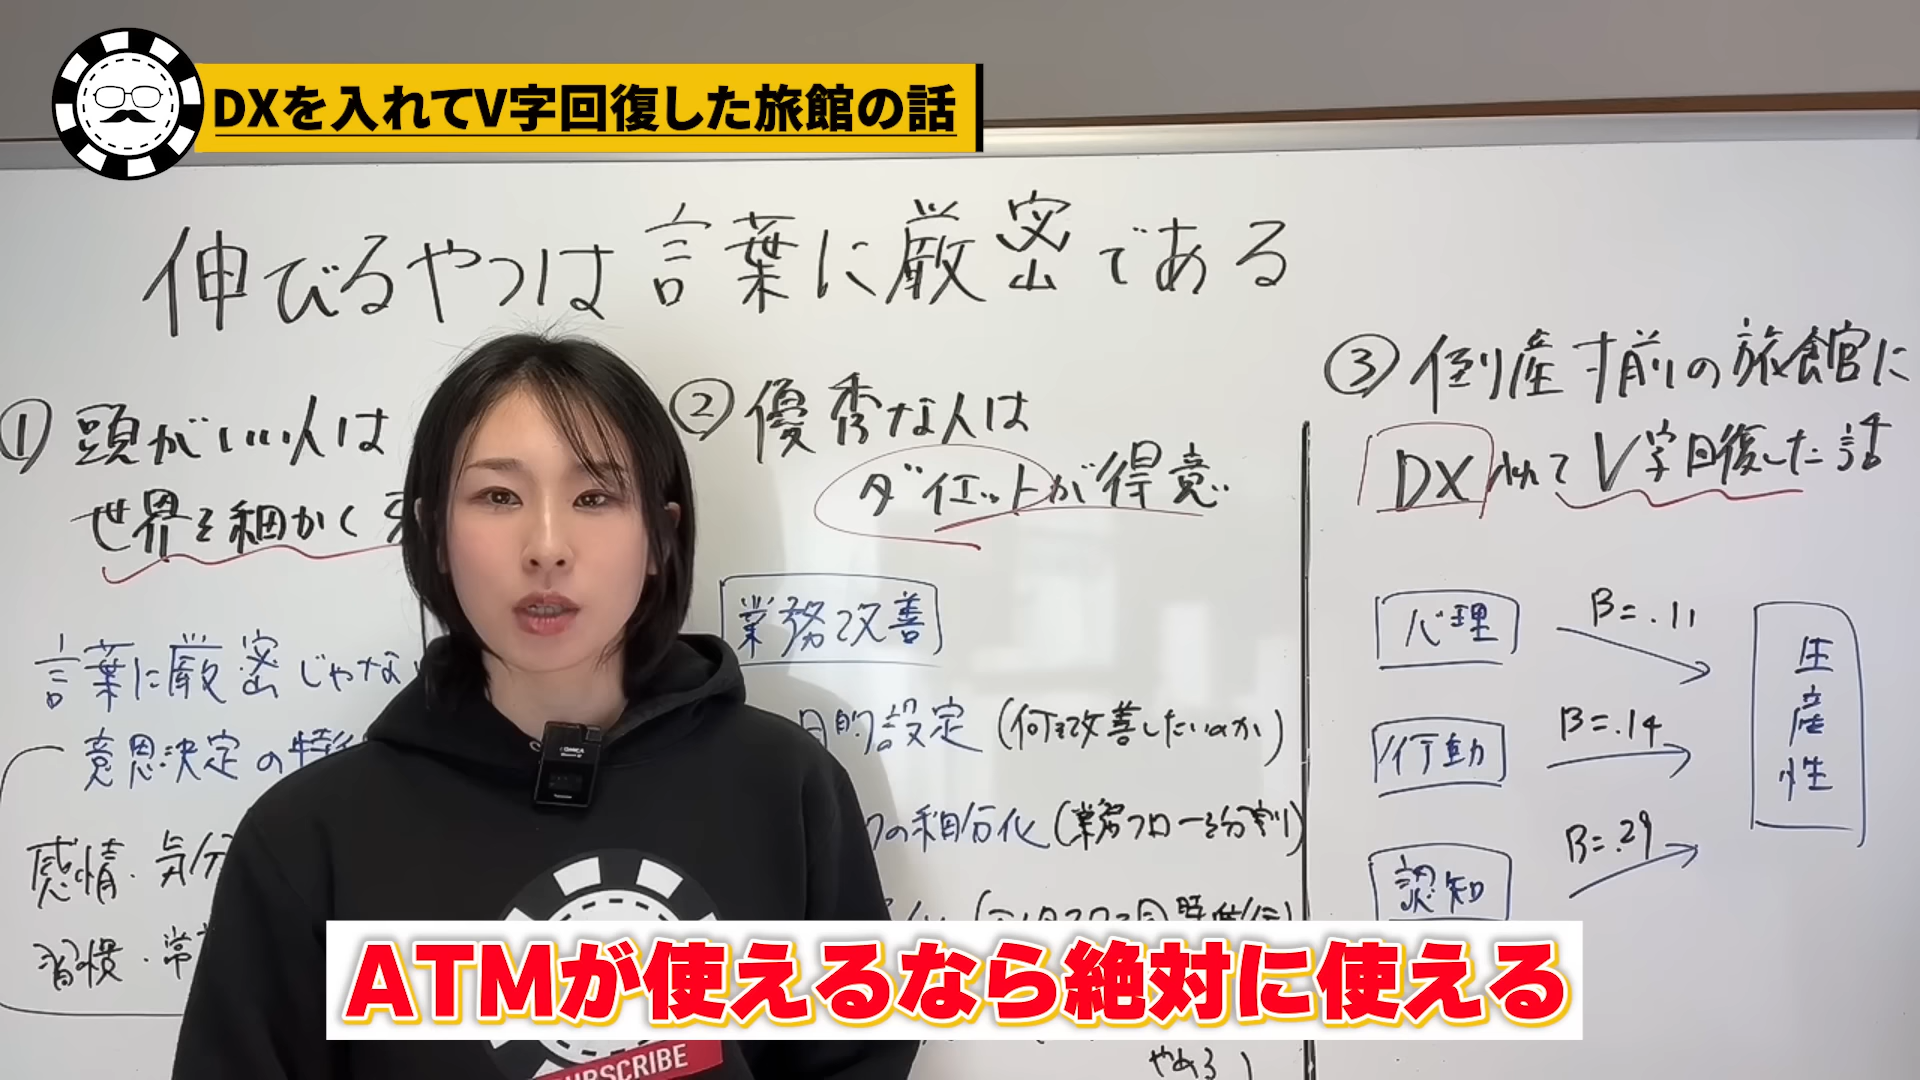 DXを入れてV字回復した旅館の話
伸びるやつは言葉に厳密である
① 頭がいい人は
世界を細かく
言葉に厳密じゃな
意思決定の
感情・気分
習慣・常
② 優秀な人は
ダイエットが得意
業務改善
目的設定(何を改善したいのか)
の細分化(業務フローを分割)
やめる)
③ 倒産寸前の旅館に
DX入れてV字回復した話
心理
β=.11
行動
β=.14
認知
β=.29
生産性
ATMが使えるなら絶対に使える
SUBSCRIBE